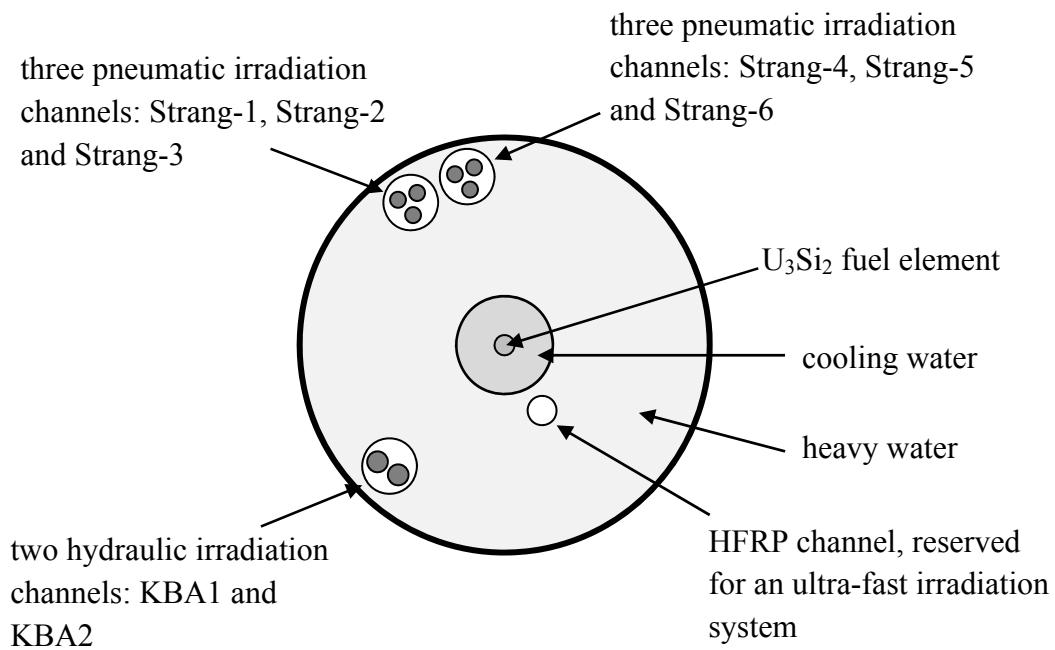 three pneumatic irradiation
channels: Strang-1, Strang-2
and Strang-3
three pneumatic irradiation
channels: Strang-4, Strang-5
and Strang-6
U₃Si₂ fuel element
cooling water
heavy water
HFRP channel, reserved
for an ultra-fast irradiation
system
two hydraulic irradiation
channels: KBA1 and
KBA2